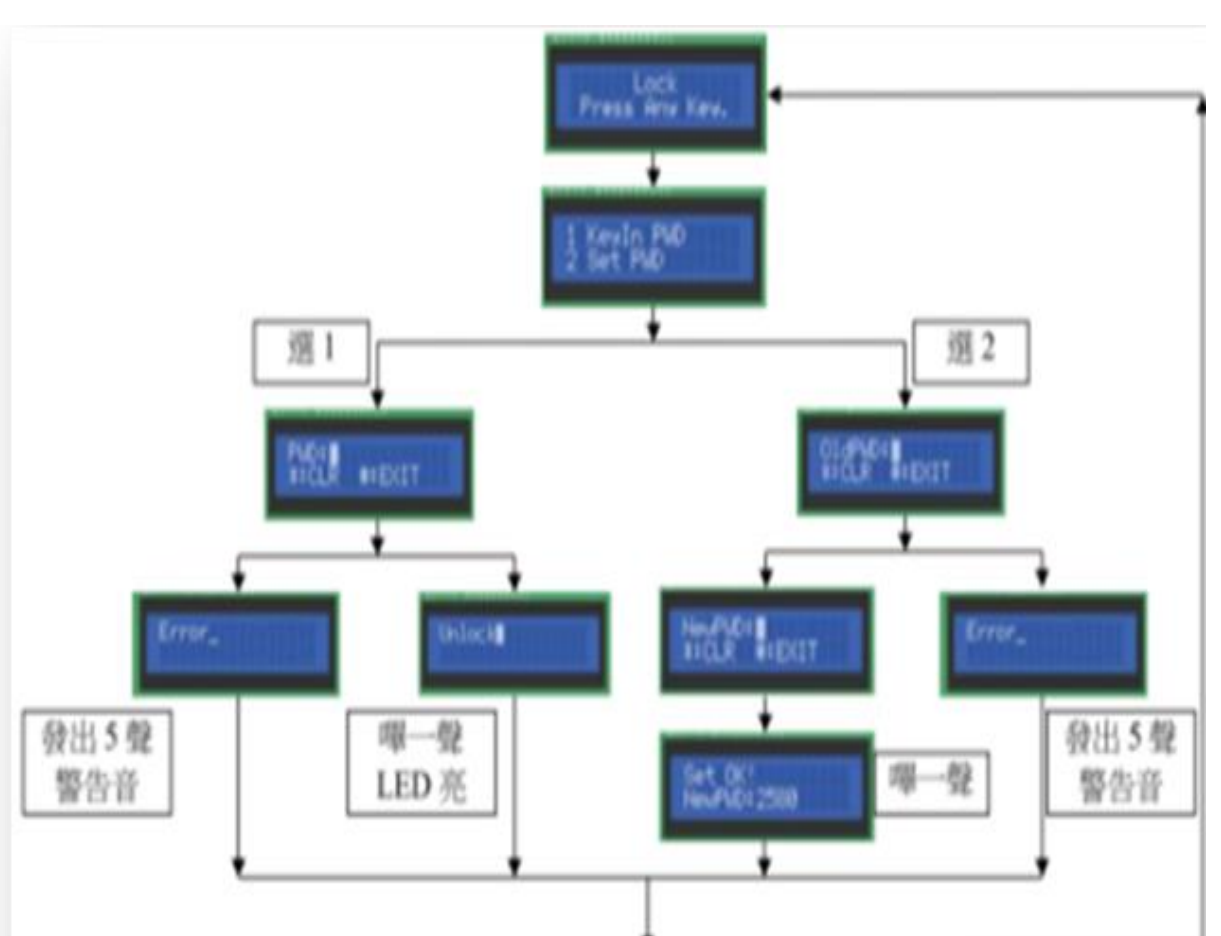 Lock
Press Any Key.
1 KeyIn PWD
2 Set PWD
選 1
選 2
PWD:
*:CLR #:EXIT
OldPWD:
*:CLR #:EXIT
Error_
Unlock
NewPWD:
*:CLR #:EXIT
Error_
發出 5 聲
警告音
嗶一聲
LED 亮
Set OK!
NewPWD:2580
嗶一聲
發出 5 聲
警告音